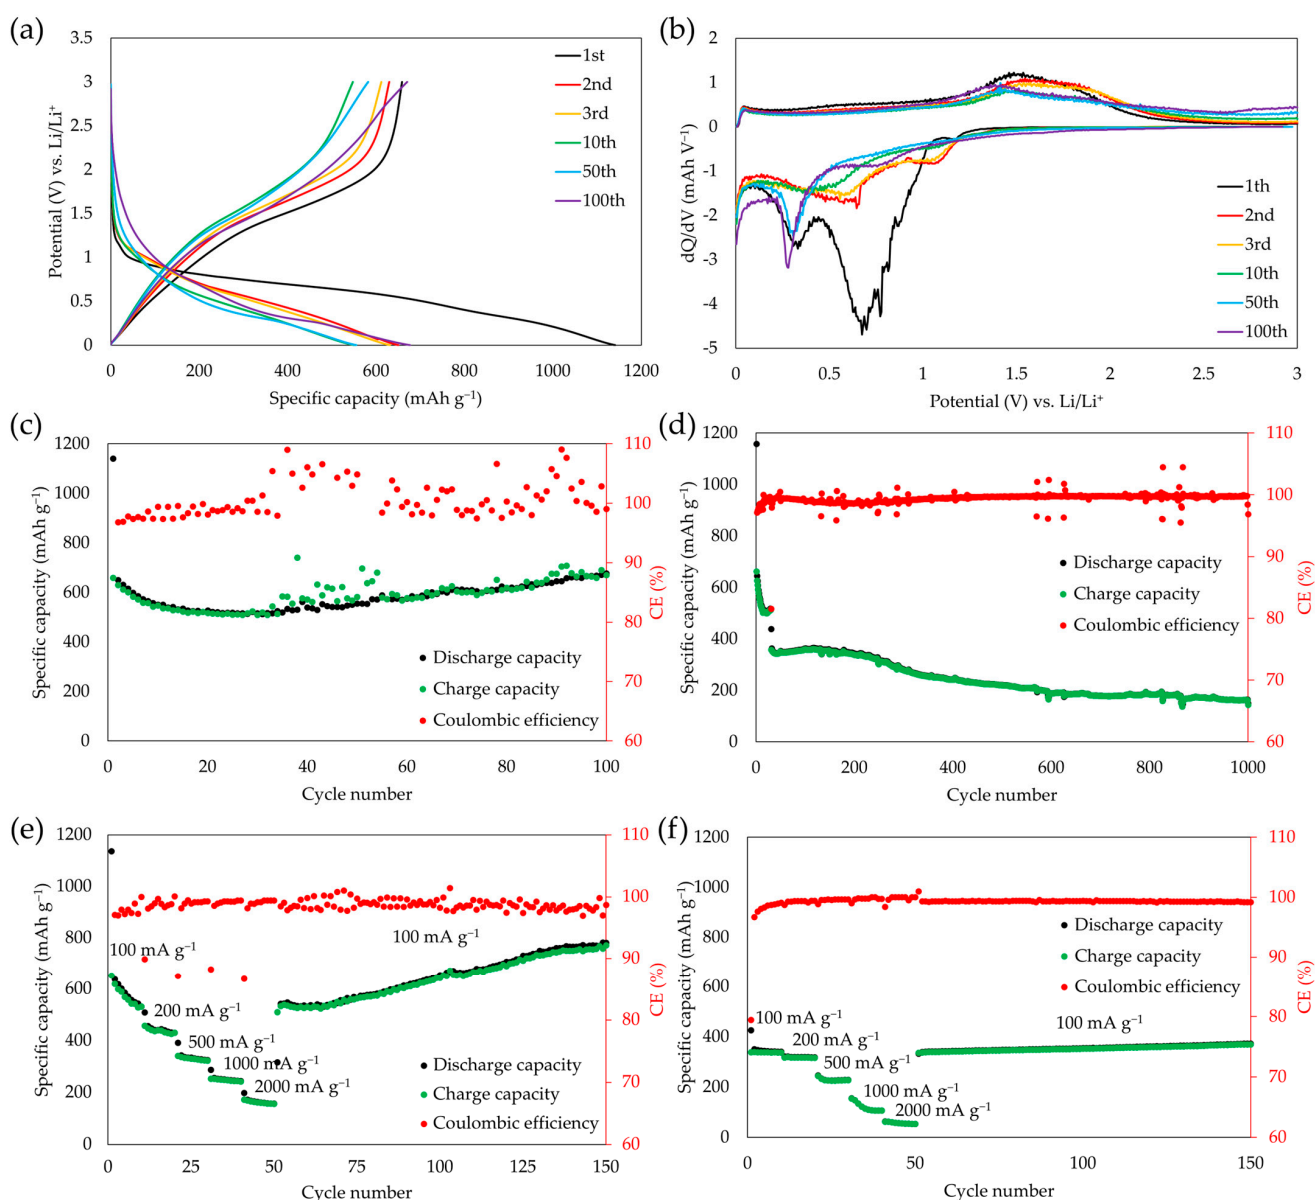 (a)
3.5
3
2.5
2
1.5
1
0.5
0
Potential (V) vs. Li/Li⁺
1st
2nd
3rd
10th
50th
100th
0 200 400 600 800 1000 1200
Specific capacity (mAh g⁻¹)
(b)
2
1
0
-1
-2
-3
-4
-5
dQ/dV (mAh V⁻¹)
1th
2nd
3rd
10th
50th
100th
0 0.5 1 1.5 2 2.5 3
Potential (V) vs. Li/Li⁺
(c)
1200
1000
800
600
400
200
0
Specific capacity (mAh g⁻¹)
Discharge capacity
Charge capacity
Coulombic efficiency
110
100
90
80
70
60
CE (%)
0 20 40 60 80 100
Cycle number
(d)
1200
1000
800
600
400
200
0
Specific capacity (mAh g⁻¹)
Discharge capacity
Charge capacity
Coulombic efficiency
110
100
90
80
70
60
CE (%)
0 200 400 600 800 1000
Cycle number
(e)
1200
1000
800
600
400
200
0
Specific capacity (mAh g⁻¹)
100 mA g⁻¹
200 mA g⁻¹
500 mA g⁻¹
1000 mA g⁻¹
2000 mA g⁻¹
100 mA g⁻¹
Discharge capacity
Charge capacity
Coulombic efficiency
110
100
90
80
70
60
CE (%)
0 25 50 75 100 125 150
Cycle number
(f)
1200
1000
800
600
400
200
0
Specific capacity (mAh g⁻¹)
Discharge capacity
Charge capacity
Coulombic efficiency
100 mA g⁻¹
200 mA g⁻¹
500 mA g⁻¹
1000 mA g⁻¹
2000 mA g⁻¹
100 mA g⁻¹
110
100
90
80
70
60
CE (%)
0 50 100 150
Cycle number